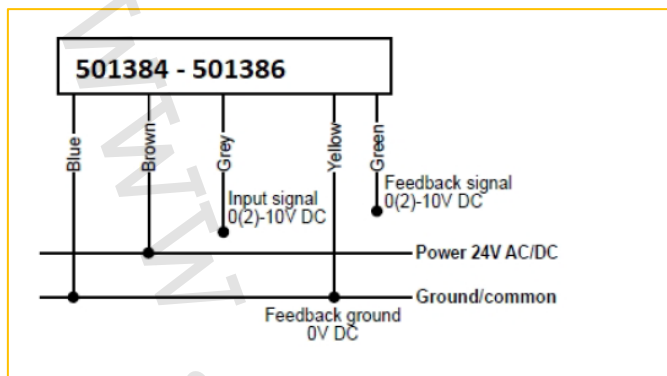 501384 - 501386
Blue
Brown
Grey
Yellow
Green
Input signal
0(2)-10V DC
Feedback signal
0(2)-10V DC
Power 24V AC/DC
Ground/common
Feedback ground
0V DC
www.